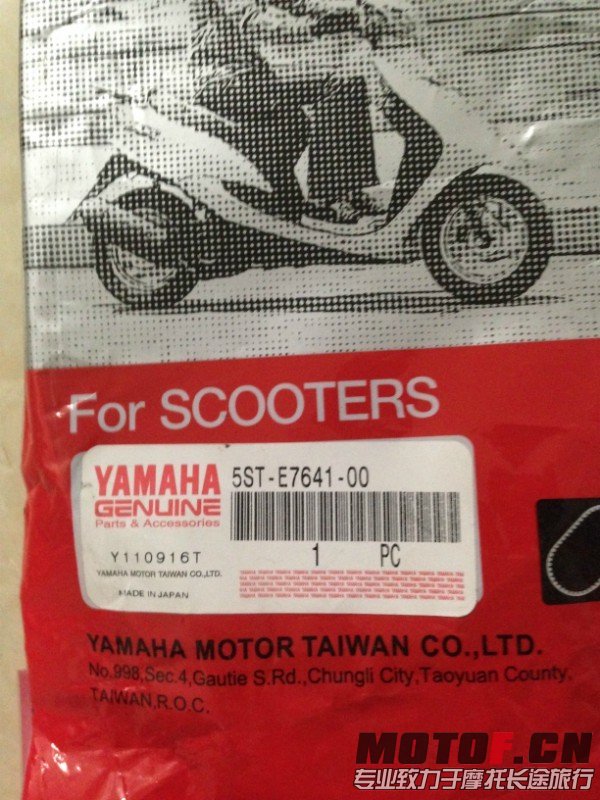 For SCOOTERS
YAMAHA
GENUINE
Parts & Accessories
5ST-E7641-00
1 PC
Y110916T
YAMAHA MOTOR TAIWAN CO.,LTD.
MADE IN JAPAN
YAMAHA MOTOR TAIWAN CO.,LTD.
No.998,Sec.4,Gautie S.Rd.,Chungli City,Taoyuan County,
TAIWAN,R.O.C.
MOTOF.CN
专业致力于摩托长途旅行